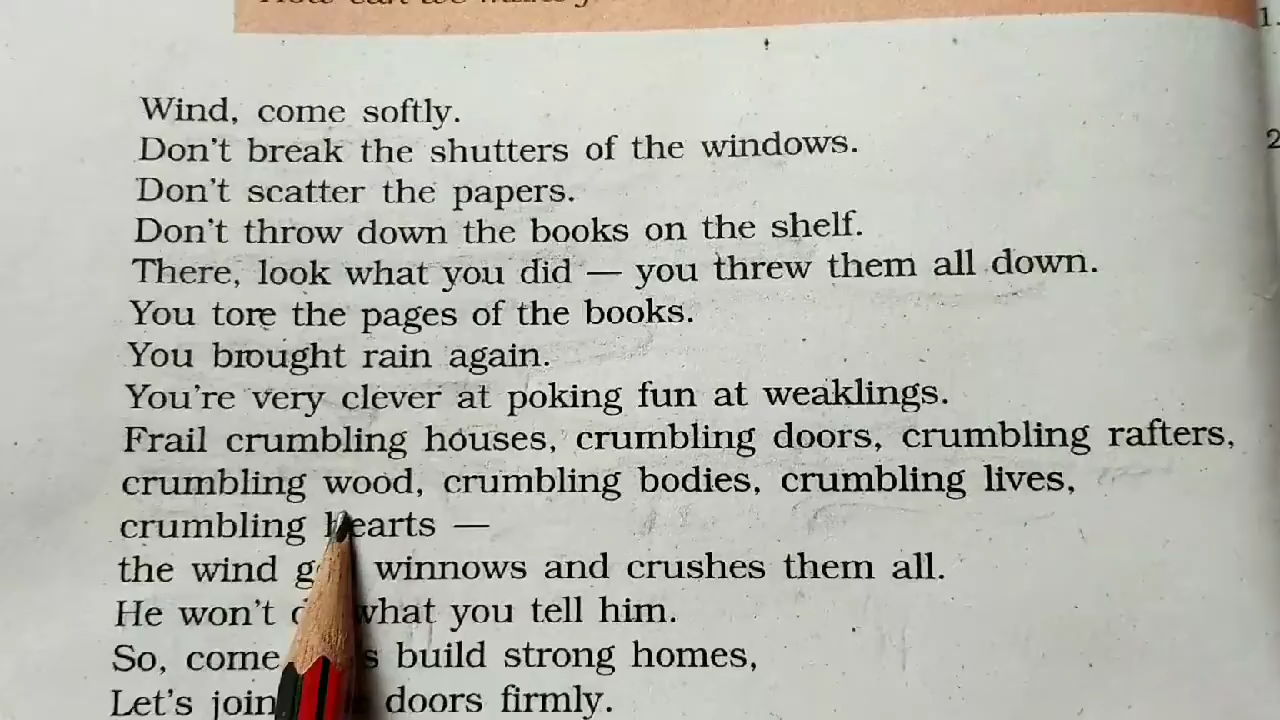 Wind, come softly.
Don't break the shutters of the windows.
Don't scatter the papers.
Don't throw down the books on the shelf.
There, look what you did — you threw them all down.
You tore the pages of the books.
You brought rain again.
You're very clever at poking fun at weaklings.
Frail crumbling houses, crumbling doors, crumbling rafters,
crumbling wood, crumbling bodies, crumbling lives,
crumbling hearts —
the wind winnows and crushes them all.
He won't what you tell him.
So, come build strong homes,
Let's join doors firmly.
1.
2